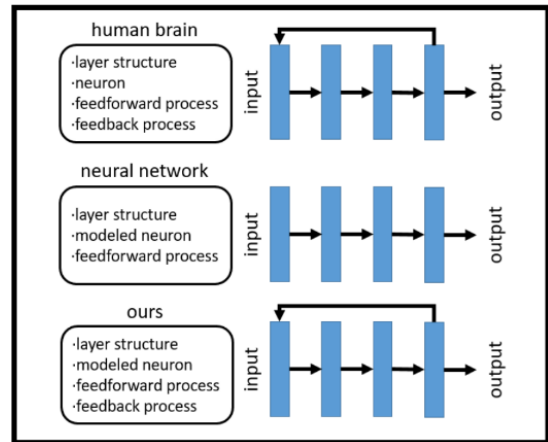 human brain
·layer structure
·neuron
·feedforward process
·feedback process
input
output
neural network
·layer structure
·modeled neuron
·feedforward process
input
output
ours
·layer structure
·modeled neuron
·feedforward process
·feedback process
input
output